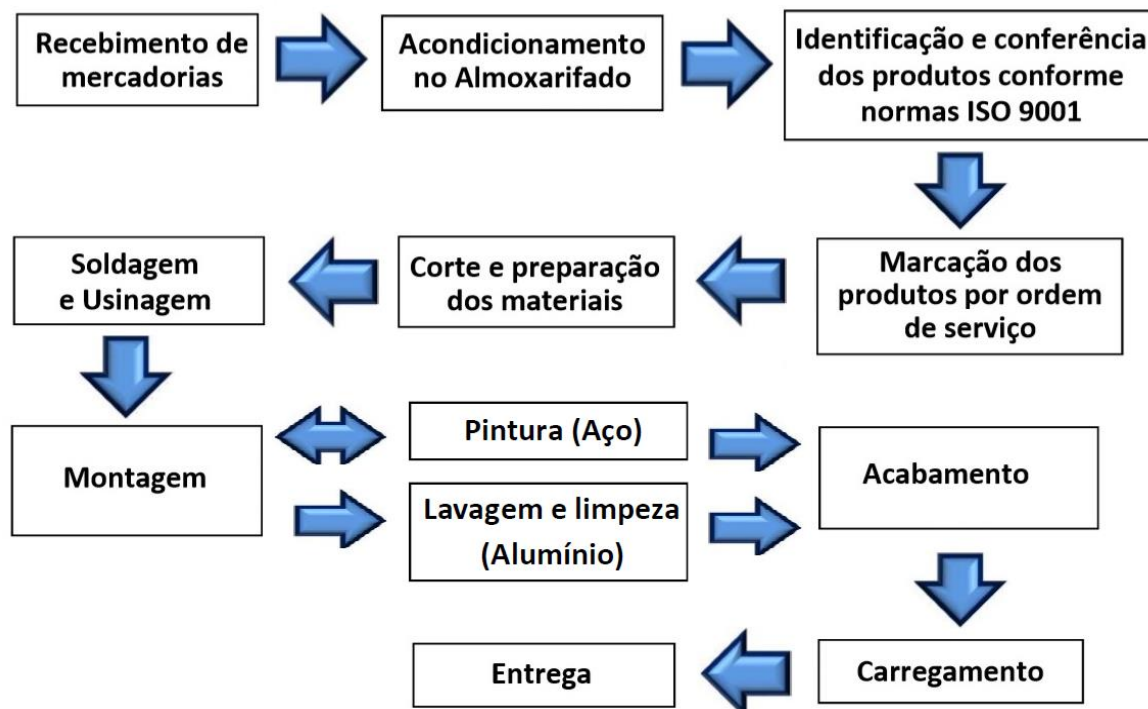 Recebimento de
mercadorias
Acondicionamento
no Almoxarifado
Identificação e conferência
dos produtos conforme
normas ISO 9001
Marcação dos
produtos por ordem
de serviço
Corte e preparação
dos materiais
Soldagem
e Usinagem
Montagem
Pintura (Aço)
Lavagem e limpeza
(Alumínio)
Acabamento
Carregamento
Entrega